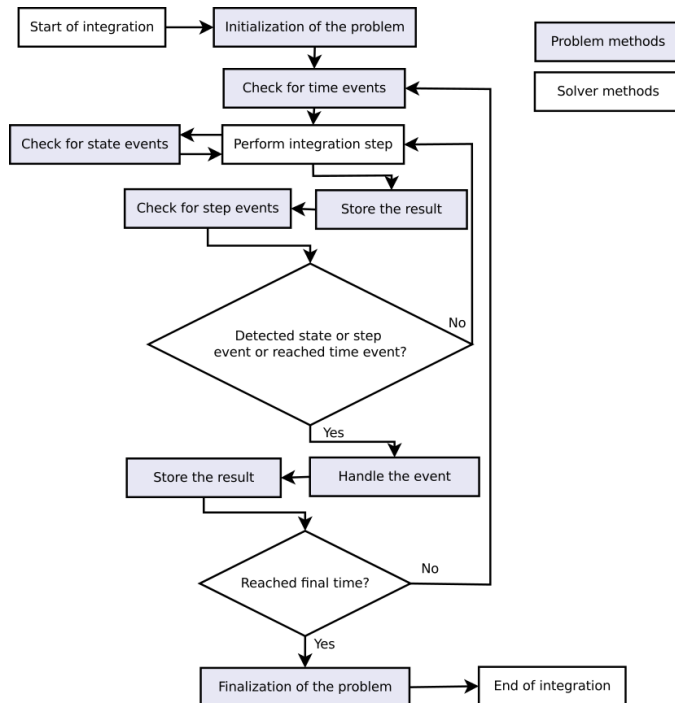 Start of integration
Initialization of the problem
Problem methods
Check for time events
Solver methods
Check for state events
Perform integration step
Check for step events
Store the result
No
Detected state or step
event or reached time event?
Yes
Store the result
Handle the event
No
Reached final time?
Yes
Finalization of the problem
End of integration